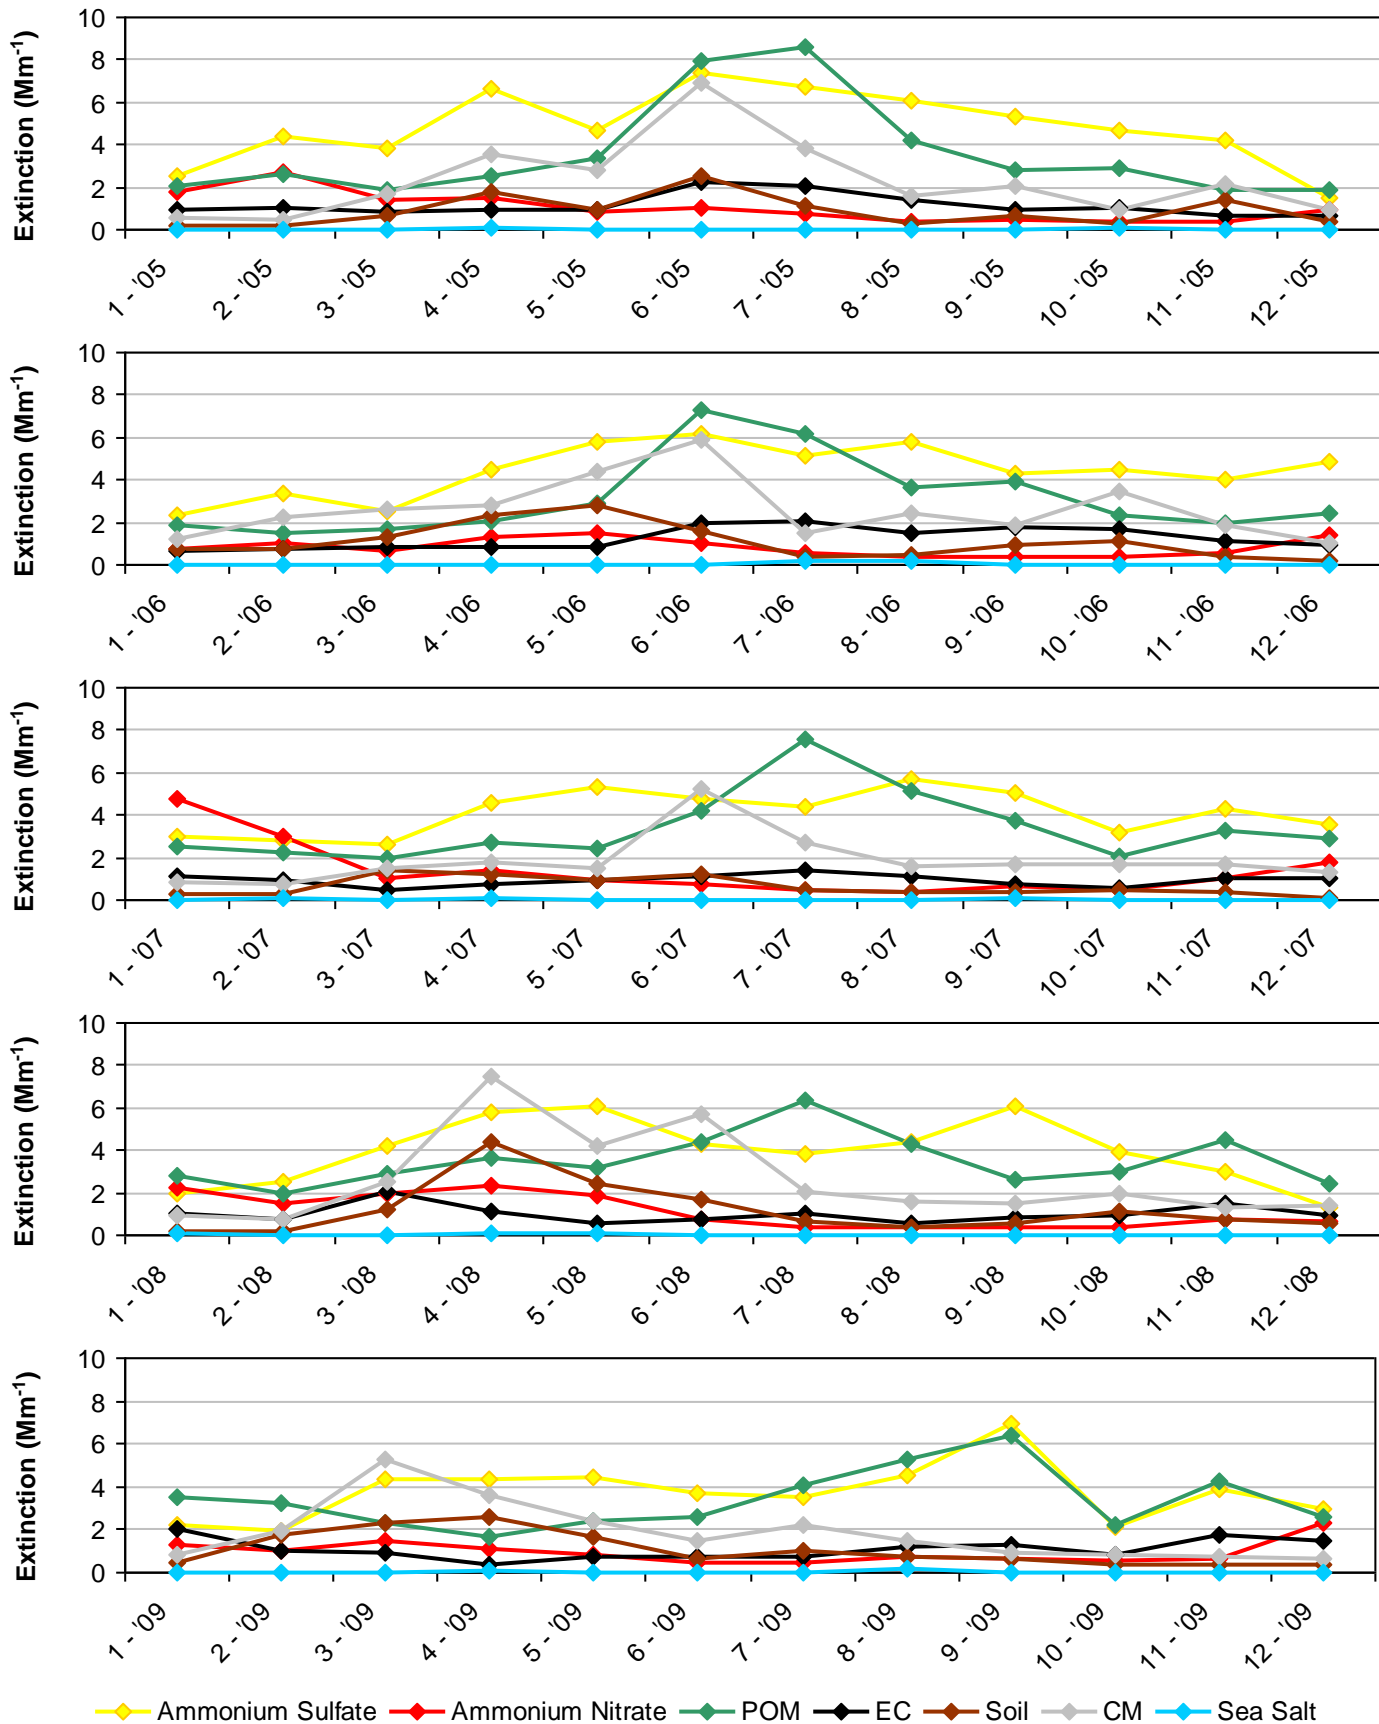 Extinction (Mm-1)
10
8
6
4
2
0
1 - '05 2 - '05 3 - '05 4 - '05 5 - '05 6 - '05 7 - '05 8 - '05 9 - '05 10 - '05 11 - '05 12 - '05
Extinction (Mm-1)
10
8
6
4
2
0
1 - '06 2 - '06 3 - '06 4 - '06 5 - '06 6 - '06 7 - '06 8 - '06 9 - '06 10 - '06 11 - '06 12 - '06
Extinction (Mm-1)
10
8
6
4
2
0
1 - '07 2 - '07 3 - '07 4 - '07 5 - '07 6 - '07 7 - '07 8 - '07 9 - '07 10 - '07 11 - '07 12 - '07
Extinction (Mm-1)
10
8
6
4
2
0
1 - '08 2 - '08 3 - '08 4 - '08 5 - '08 6 - '08 7 - '08 8 - '08 9 - '08 10 - '08 11 - '08 12 - '08
Extinction (Mm-1)
10
8
6
4
2
0
1 - '09 2 - '09 3 - '09 4 - '09 5 - '09 6 - '09 7 - '09 8 - '09 9 - '09 10 - '09 11 - '09 12 - '09
Ammonium Sulfate Ammonium Nitrate POM EC Soil CM Sea Salt